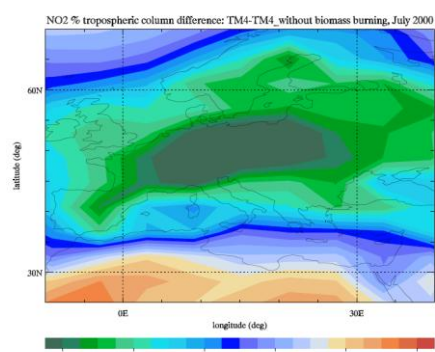 NO2 % tropospheric column difference: TM4-TM4_without biomass burning, July 2000
60N
latitude (deg)
30N
0E
30E
longitude (deg)